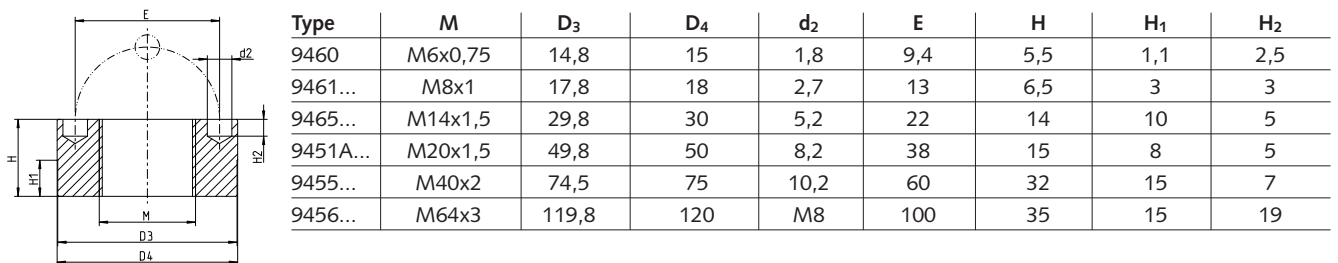 E
d2
H
H1
H2
M
D3
D4
Type M D₃ D₄ d₂ E H H₁ H₂
9460 M6x0,75 14,8 15 1,8 9,4 5,5 1,1 2,5
9461... M8x1 17,8 18 2,7 13 6,5 3 3
9465... M14x1,5 29,8 30 5,2 22 14 10 5
9451A... M20x1,5 49,8 50 8,2 38 15 8 5
9455... M40x2 74,5 75 10,2 60 32 15 7
9456... M64x3 119,8 120 M8 100 35 15 19